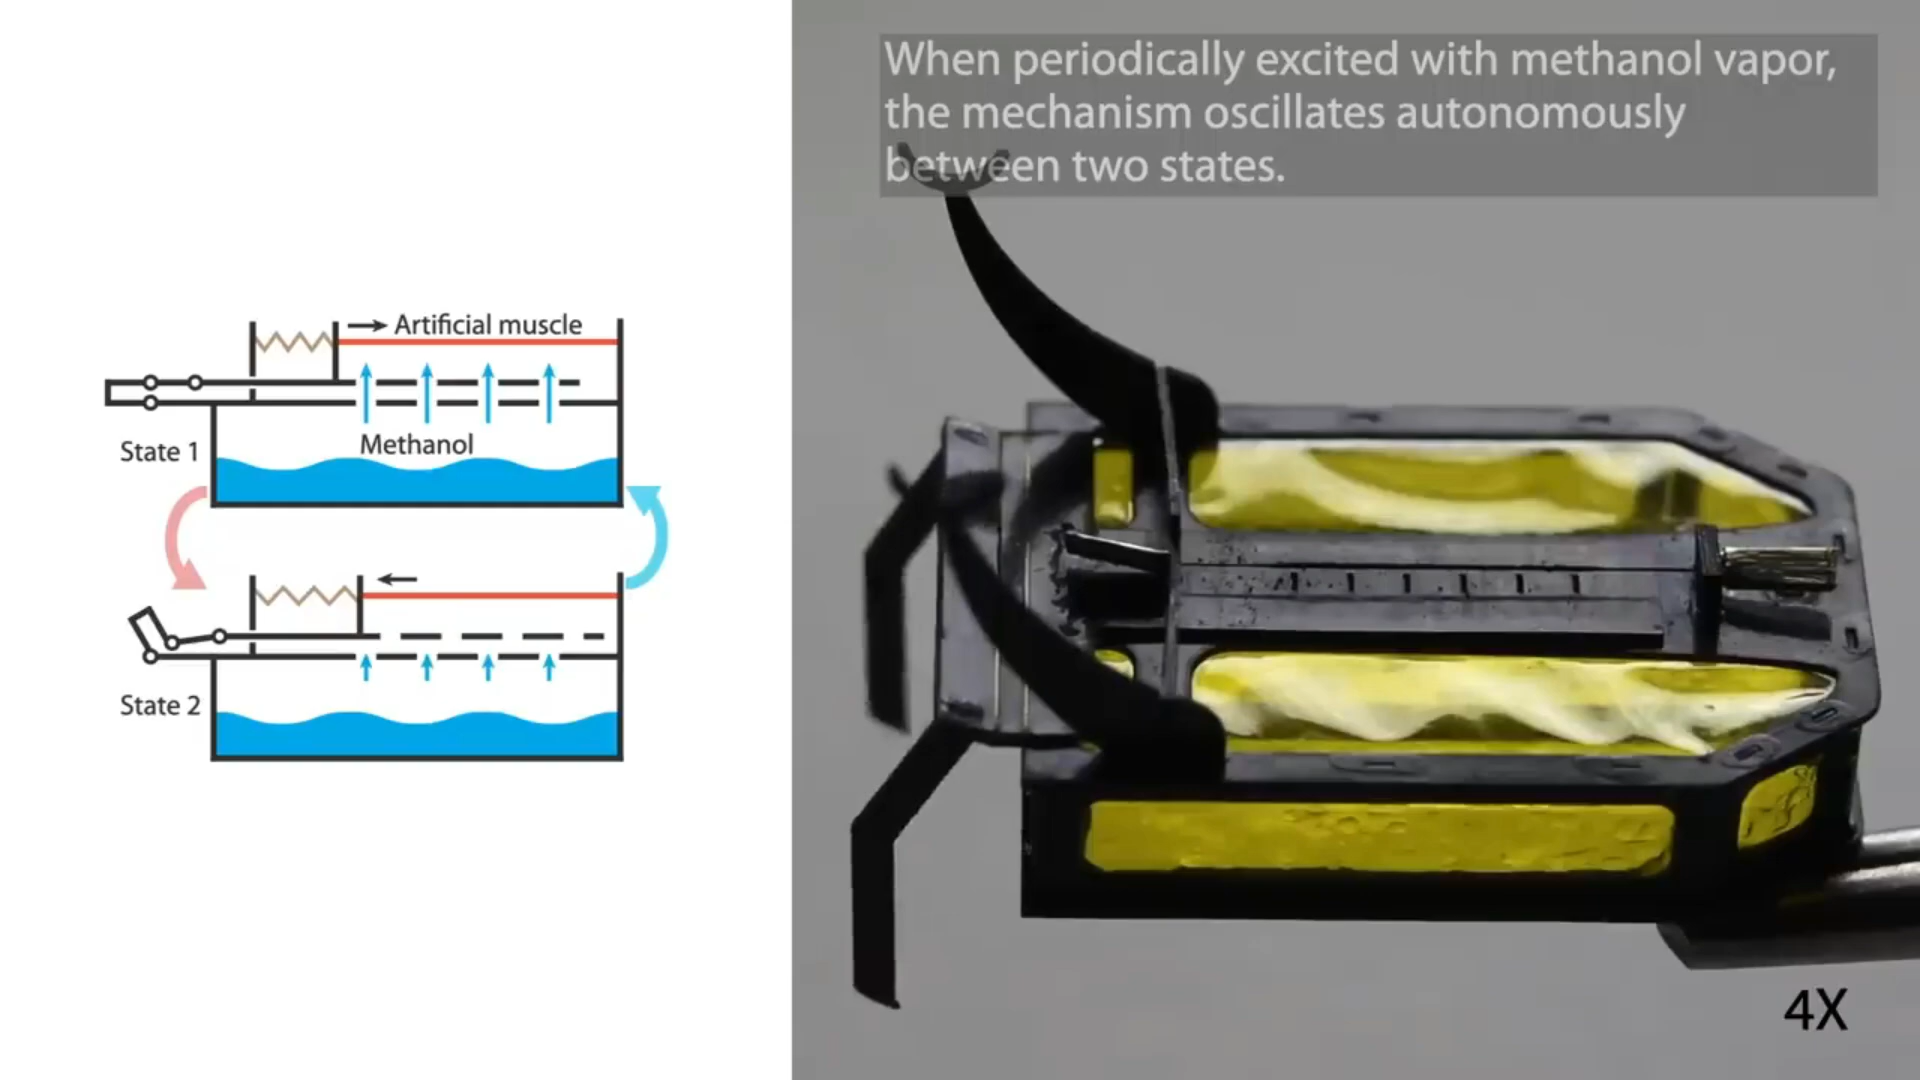 When periodically excited with methanol vapor,
the mechanism oscillates autonomously
between two states.
Artificial muscle
Methanol
State 1
State 2
4X